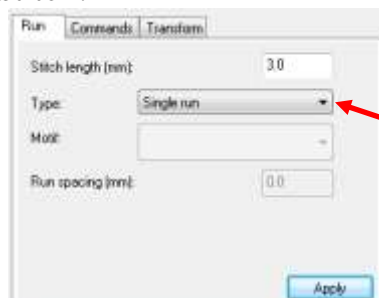 Run Commands Transform
Stitch length (mm): 3.0
Type: Single run
Motif:
Run spacing (mm): 0.0
Apply